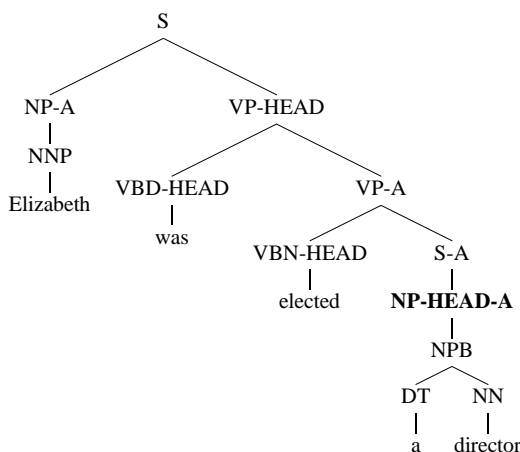 S
NP-A VP-HEAD
NNP
Elizabeth VBD-HEAD VP-A
was
VBN-HEAD S-A
elected NP-HEAD-A
NPB
DT NN
a director